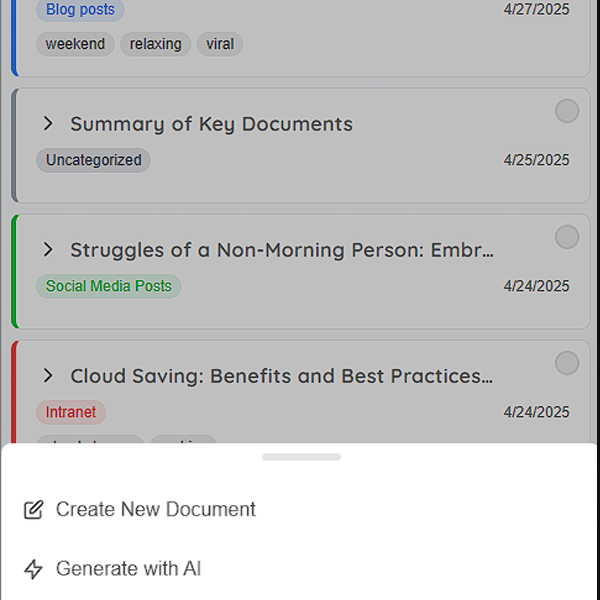 Blog posts 4/27/2025
weekend relaxing viral
Summary of Key Documents
Uncategorized 4/25/2025
Struggles of a Non-Morning Person: Embr...
Social Media Posts 4/24/2025
Cloud Saving: Benefits and Best Practices...
Intranet 4/24/2025
Create New Document
Generate with AI